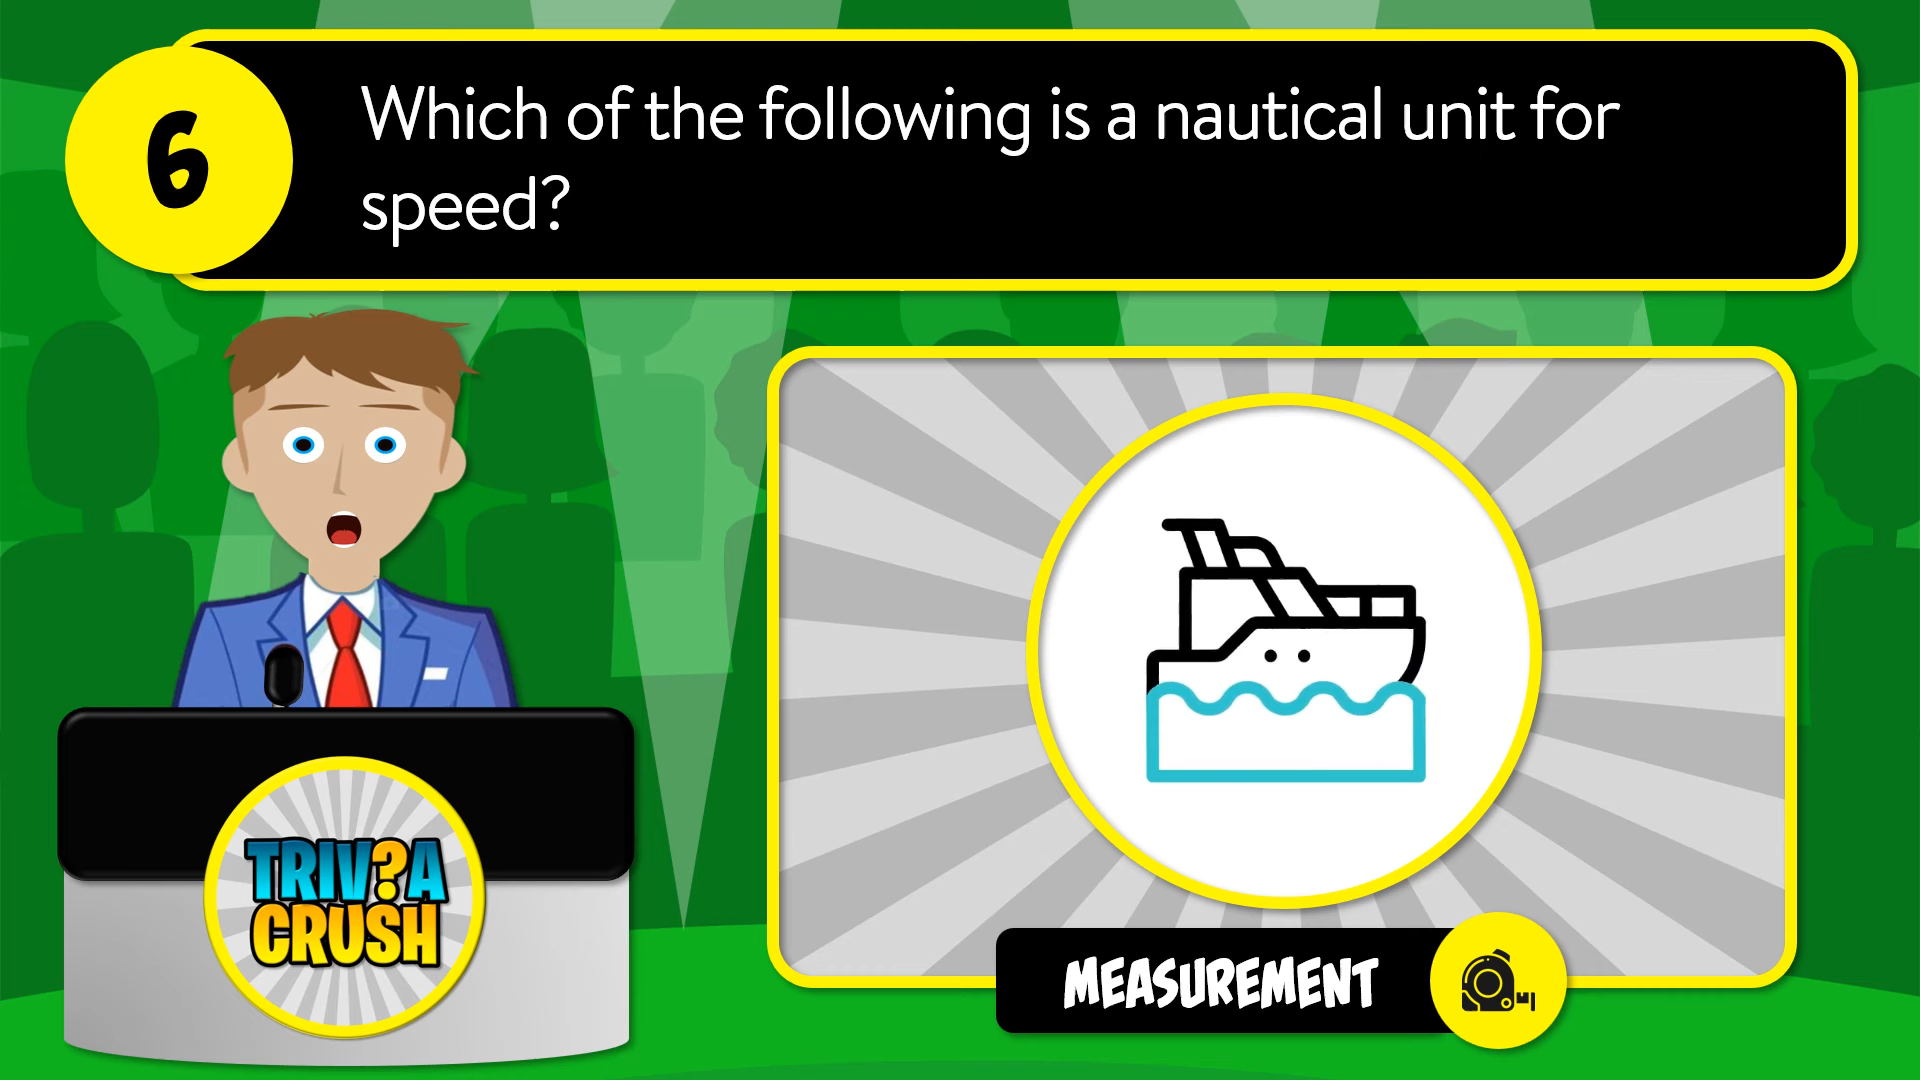 6
Which of the following is a nautical unit for
speed?
TRIV?A
CRUSH
MEASUREMENT